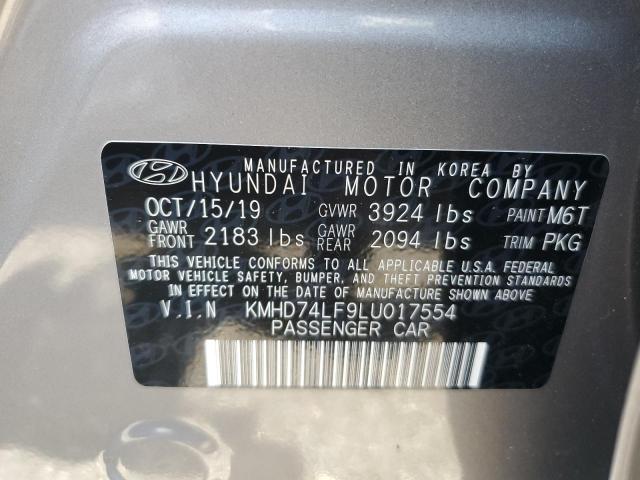 MANUFACTURED IN KOREA BY
HYUNDAI MOTOR COMPANY
OCT/15/19 GVWR 3924 lbs PAINT M6T
GAWR FRONT 2183 lbs GAWR REAR 2094 lbs TRIM PKG
THIS VEHICLE CONFORMS TO ALL APPLICABLE U.S.A. FEDERAL
MOTOR VEHICLE SAFETY, BUMPER, AND THEFT PREVENTION STANDARDS
IN EFFECT ON THE DATE OF MANUFACTURE SHOWN ABOVE.
V.I.N KMHD74LF9LU017554
PASSENGER CAR